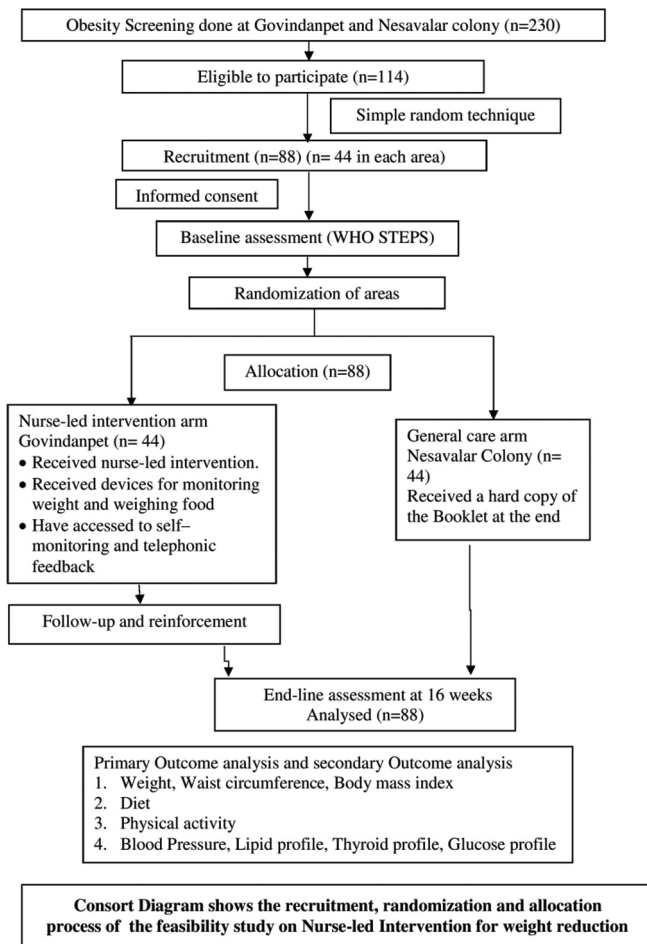 Obesity Screening done at Govindanpet and Nesavalar colony (n=230)
Eligible to participate (n=114)
Simple random technique
Recruitment (n=88) (n= 44 in each area)
Informed consent
Baseline assessment (WHO STEPS)
Randomization of areas
Allocation (n=88)
Nurse-led intervention arm
Govindanpet (n= 44)
• Received nurse-led intervention.
• Received devices for monitoring
weight and weighing food
• Have accessed to self–
monitoring and telephonic
feedback
General care arm
Nesavalar Colony (n=
44)
Received a hard copy of
the Booklet at the end
Follow-up and reinforcement
End-line assessment at 16 weeks
Analysed (n=88)
Primary Outcome analysis and secondary Outcome analysis
1. Weight, Waist circumference, Body mass index
2. Diet
3. Physical activity
4. Blood Pressure, Lipid profile, Thyroid profile, Glucose profile
Consort Diagram shows the recruitment, randomization and allocation
process of the feasibility study on Nurse-led Intervention for weight reduction